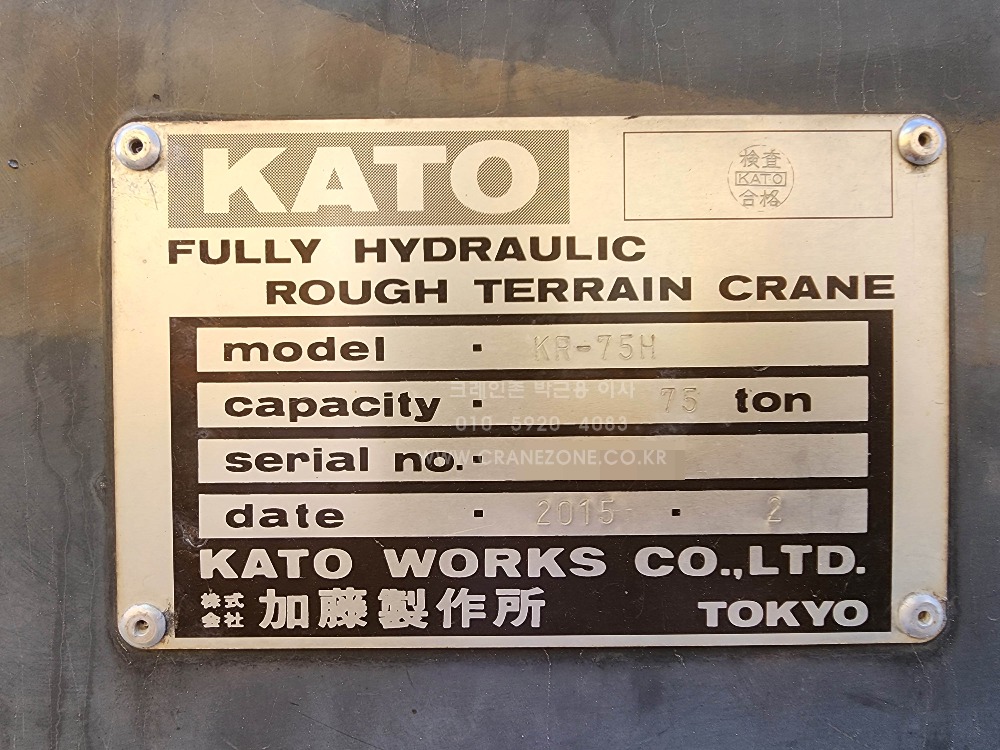 KATO
検査
KATO
合格
FULLY HYDRAULIC
ROUGH TERRAIN CRANE
model · KR-75H
capacity · 75 ton
크레인존 박근용 이사
010 5920 4083
serial no. ·
WWW.CRANEZONE.CO.KR
date · 2015 · 2
KATO WORKS CO.,LTD.
株式会社 加藤製作所 TOKYO